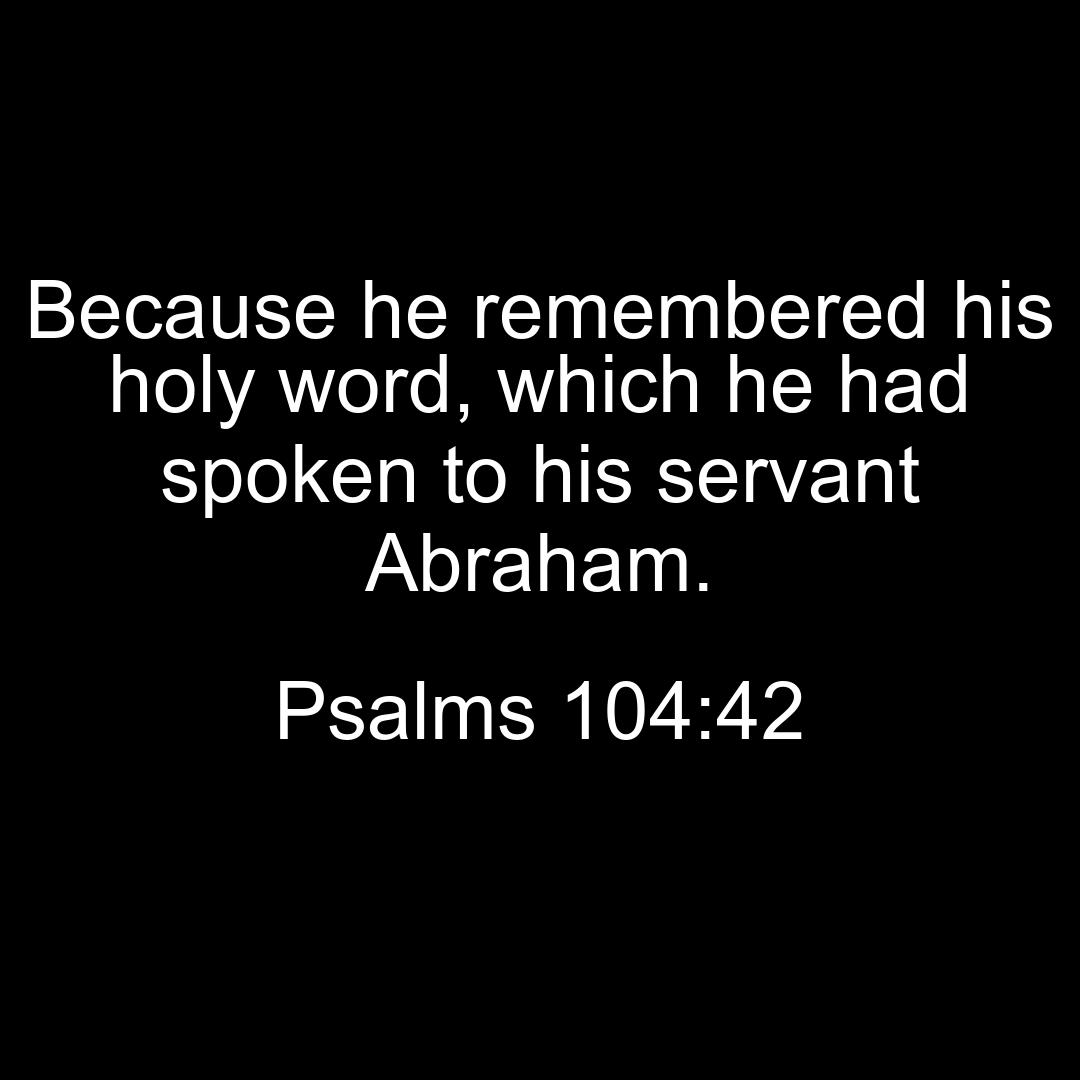 Because he remembered his
holy word, which he had
spoken to his servant
Abraham.
Psalms 104:42